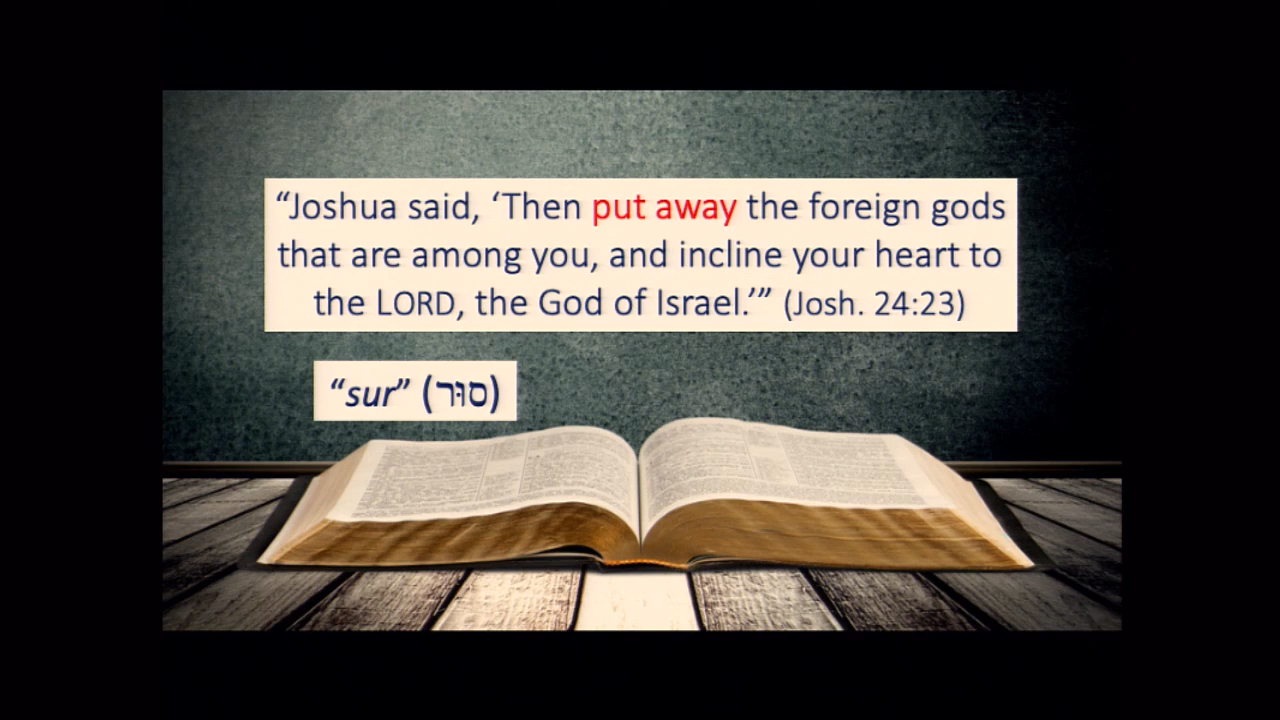 “Joshua said, ‘Then put away the foreign gods
that are among you, and incline your heart to
the LORD, the God of Israel.’” (Josh. 24:23)
“sur” (סוּר)